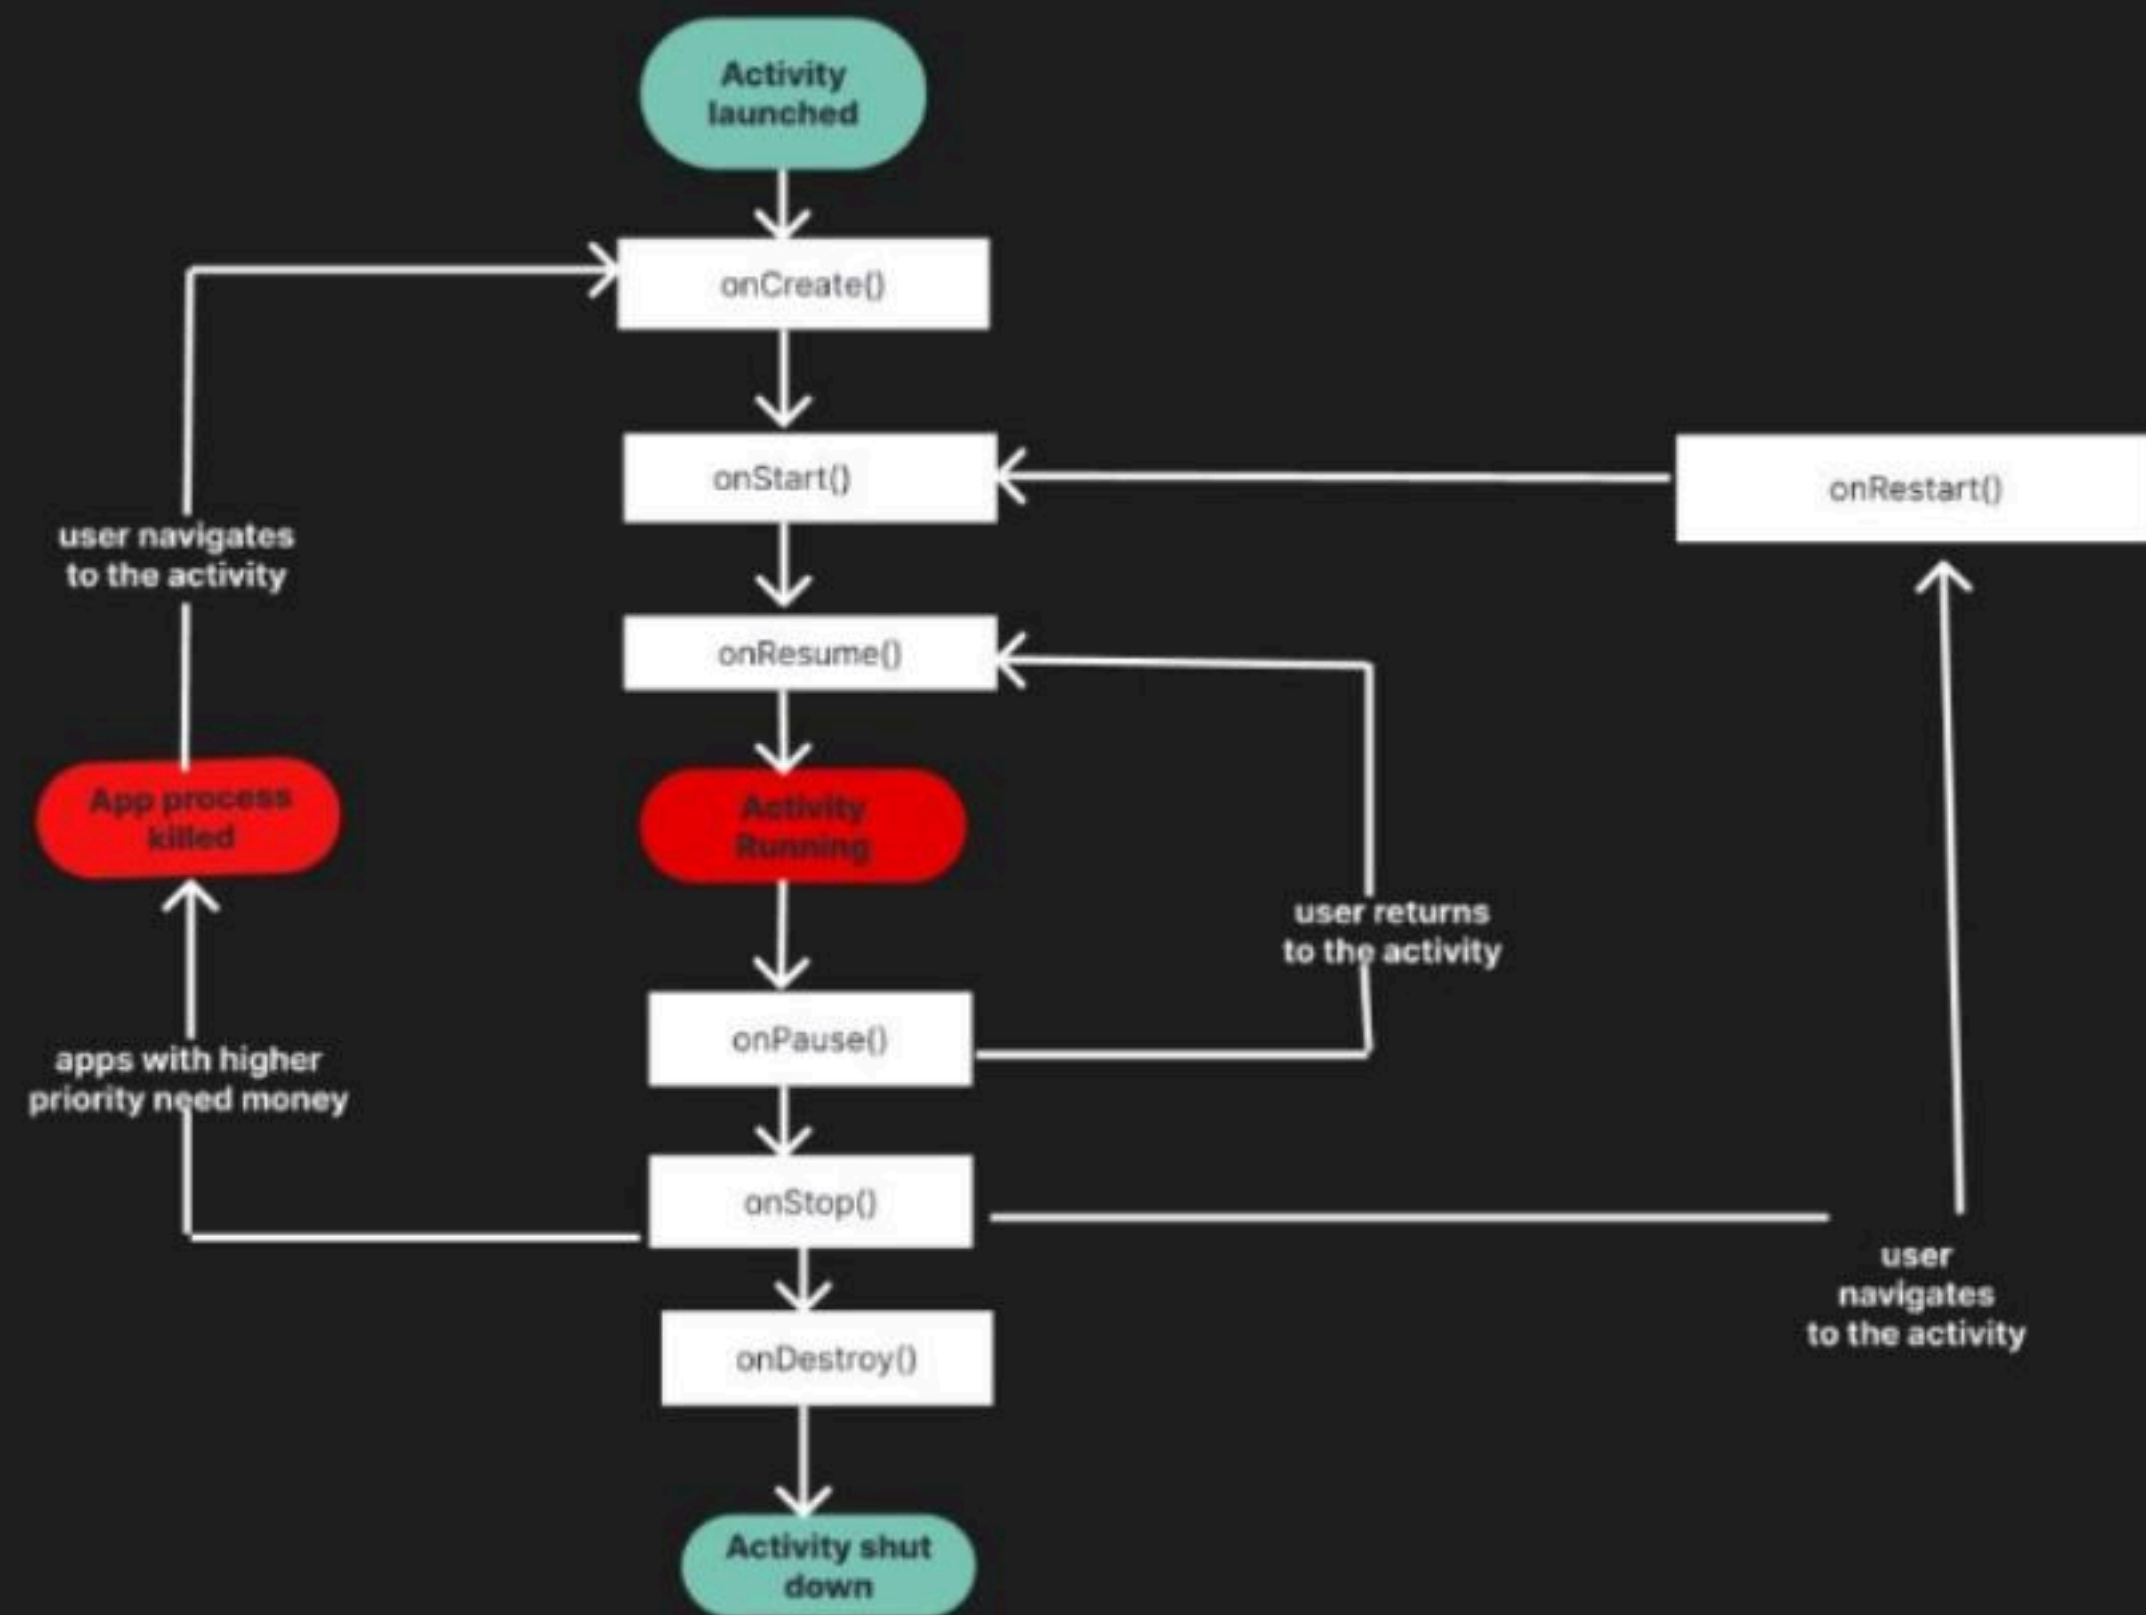 Activity
launched
onCreate()
onStart()
onRestart()
user navigates
to the activity
onResume()
App process
killed
Activity
Running
user returns
to the activity
onPause()
apps with higher
priority need money
onStop()
user
navigates
to the activity
onDestroy()
Activity shut
down